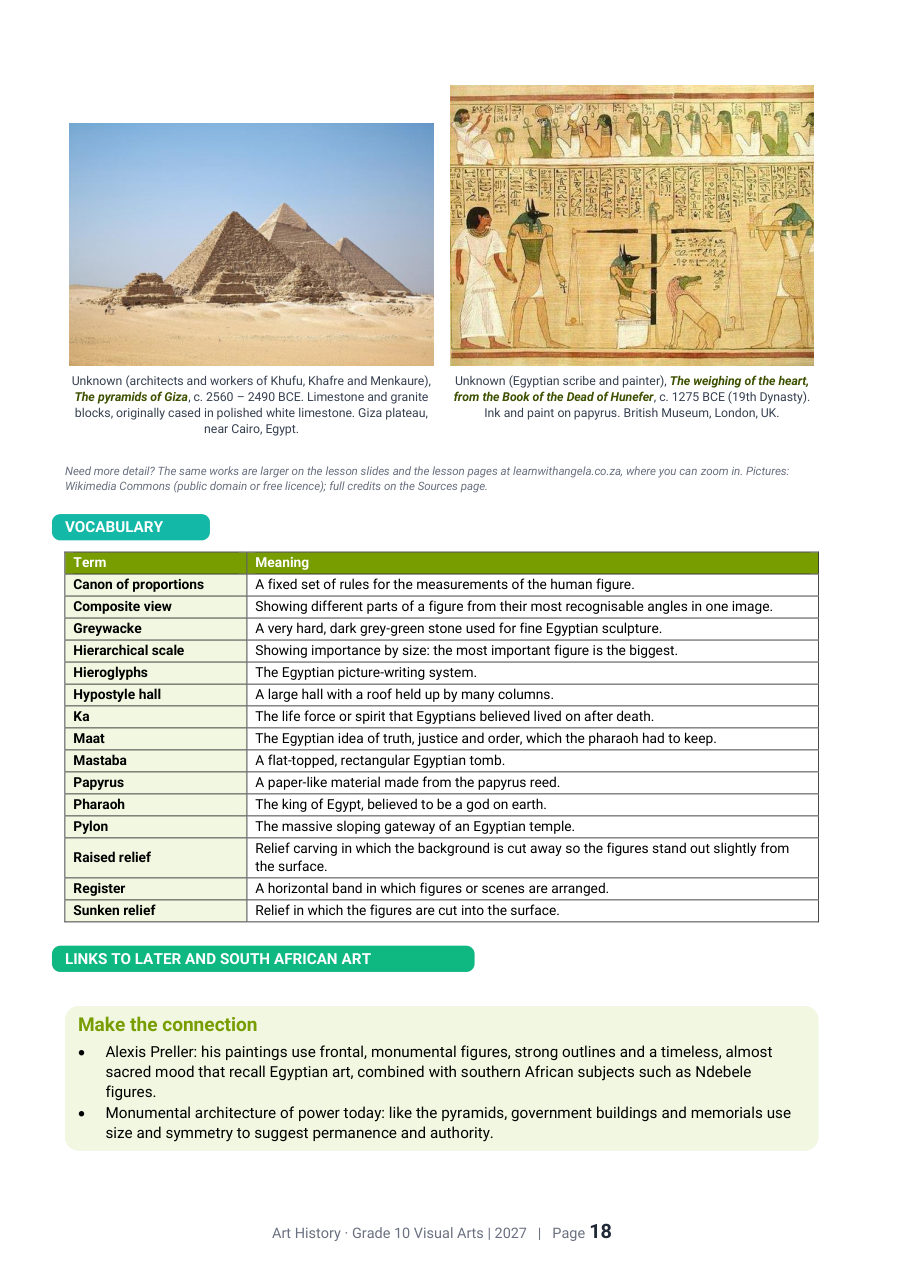 Unknown (architects and workers of Khufu, Khafre and Menkaure),
The pyramids of Giza, c. 2560 – 2490 BCE. Limestone and granite
blocks, originally cased in polished white limestone. Giza plateau,
near Cairo, Egypt.
Unknown (Egyptian scribe and painter), The weighing of the heart,
from the Book of the Dead of Hunefer, c. 1275 BCE (19th Dynasty).
Ink and paint on papyrus. British Museum, London, UK.
Need more detail? The same works are larger on the lesson slides and the lesson pages at learnwithangela.co.za, where you can zoom in. Pictures:
Wikimedia Commons (public domain or free licence); full credits on the Sources page.
VOCABULARY
Term Meaning
Canon of proportions A fixed set of rules for the measurements of the human figure.
Composite view Showing different parts of a figure from their most recognisable angles in one image.
Greywacke A very hard, dark grey-green stone used for fine Egyptian sculpture.
Hierarchical scale Showing importance by size: the most important figure is the biggest.
Hieroglyphs The Egyptian picture-writing system.
Hypostyle hall A large hall with a roof held up by many columns.
Ka The life force or spirit that Egyptians believed lived on after death.
Maat The Egyptian idea of truth, justice and order, which the pharaoh had to keep.
Mastaba A flat-topped, rectangular Egyptian tomb.
Papyrus A paper-like material made from the papyrus reed.
Pharaoh The king of Egypt, believed to be a god on earth.
Pylon The massive sloping gateway of an Egyptian temple.
Raised relief Relief carving in which the background is cut away so the figures stand out slightly from
the surface.
Register A horizontal band in which figures or scenes are arranged.
Sunken relief Relief in which the figures are cut into the surface.
LINKS TO LATER AND SOUTH AFRICAN ART
Make the connection
• Alexis Preller: his paintings use frontal, monumental figures, strong outlines and a timeless, almost
sacred mood that recall Egyptian art, combined with southern African subjects such as Ndebele
figures.
• Monumental architecture of power today: like the pyramids, government buildings and memorials use
size and symmetry to suggest permanence and authority.
Art History · Grade 10 Visual Arts | 2027 | Page 18